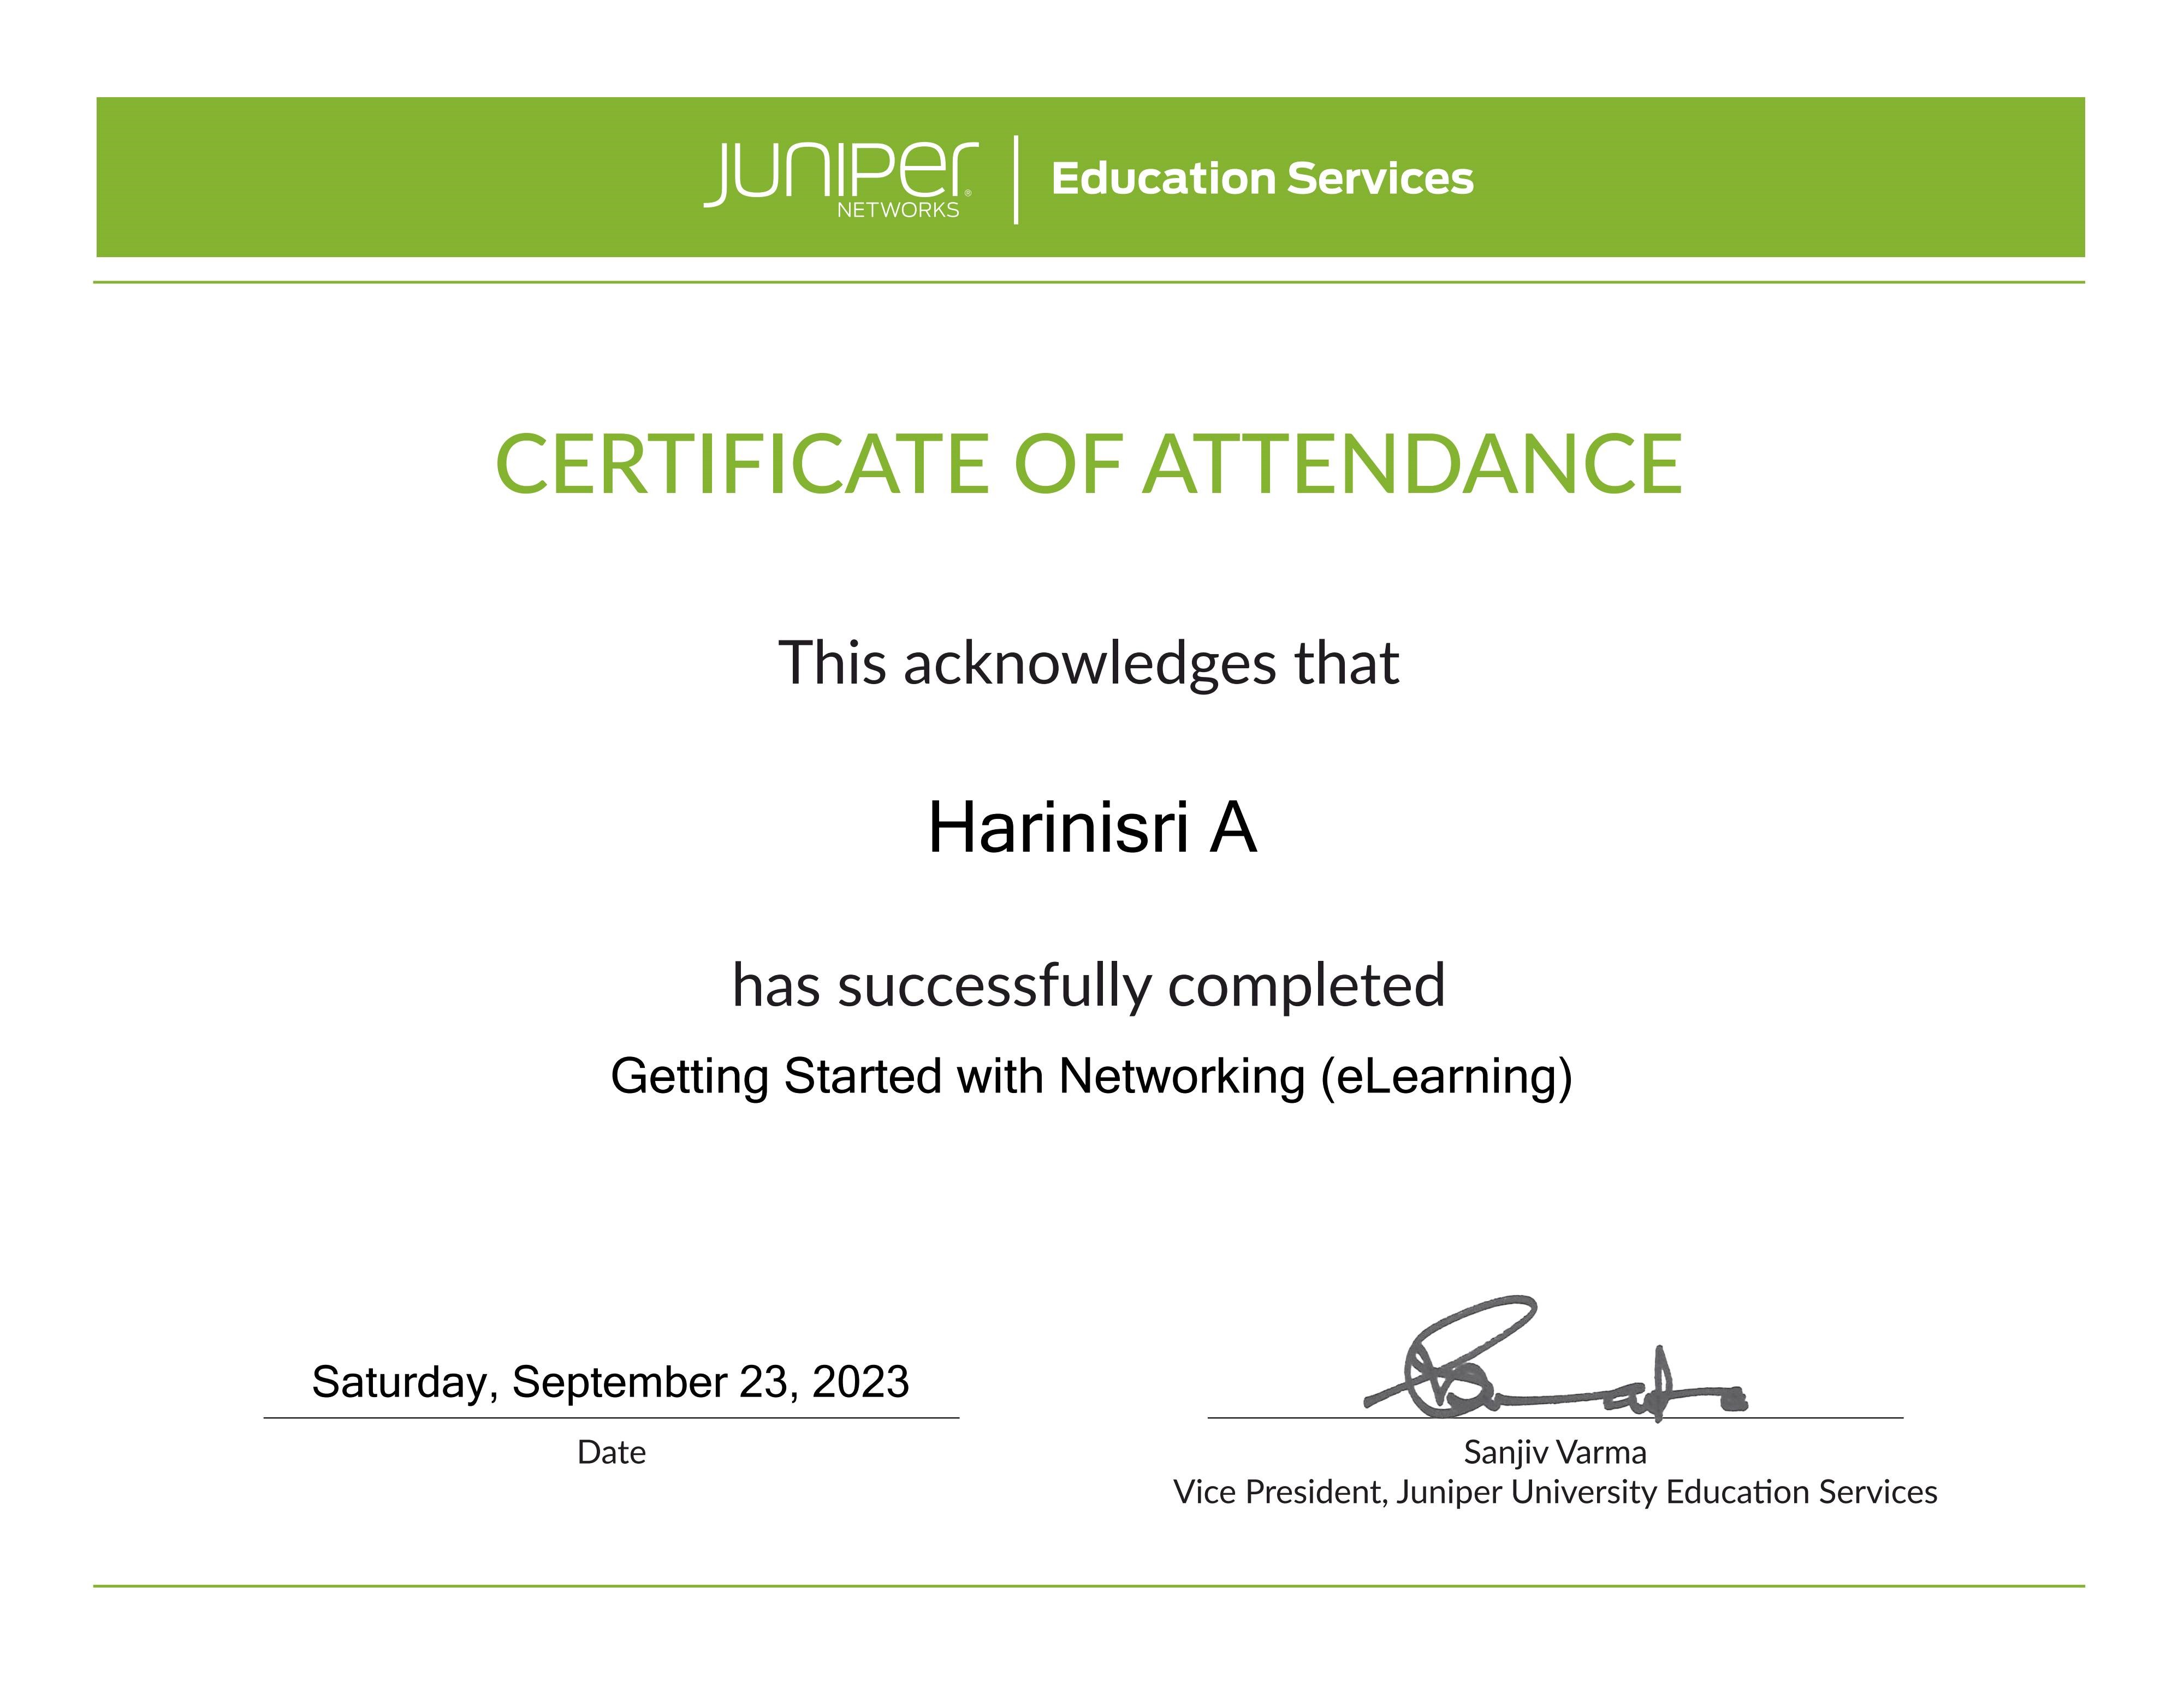 Juniper® | Education Services
NETWORKS
CERTIFICATE OF ATTENDANCE
This acknowledges that
Harinisri A
has successfully completed
Getting Started with Networking (eLearning)
Saturday, September 23, 2023
Date
Sanjiv Varma
Vice President, Juniper University Education Services